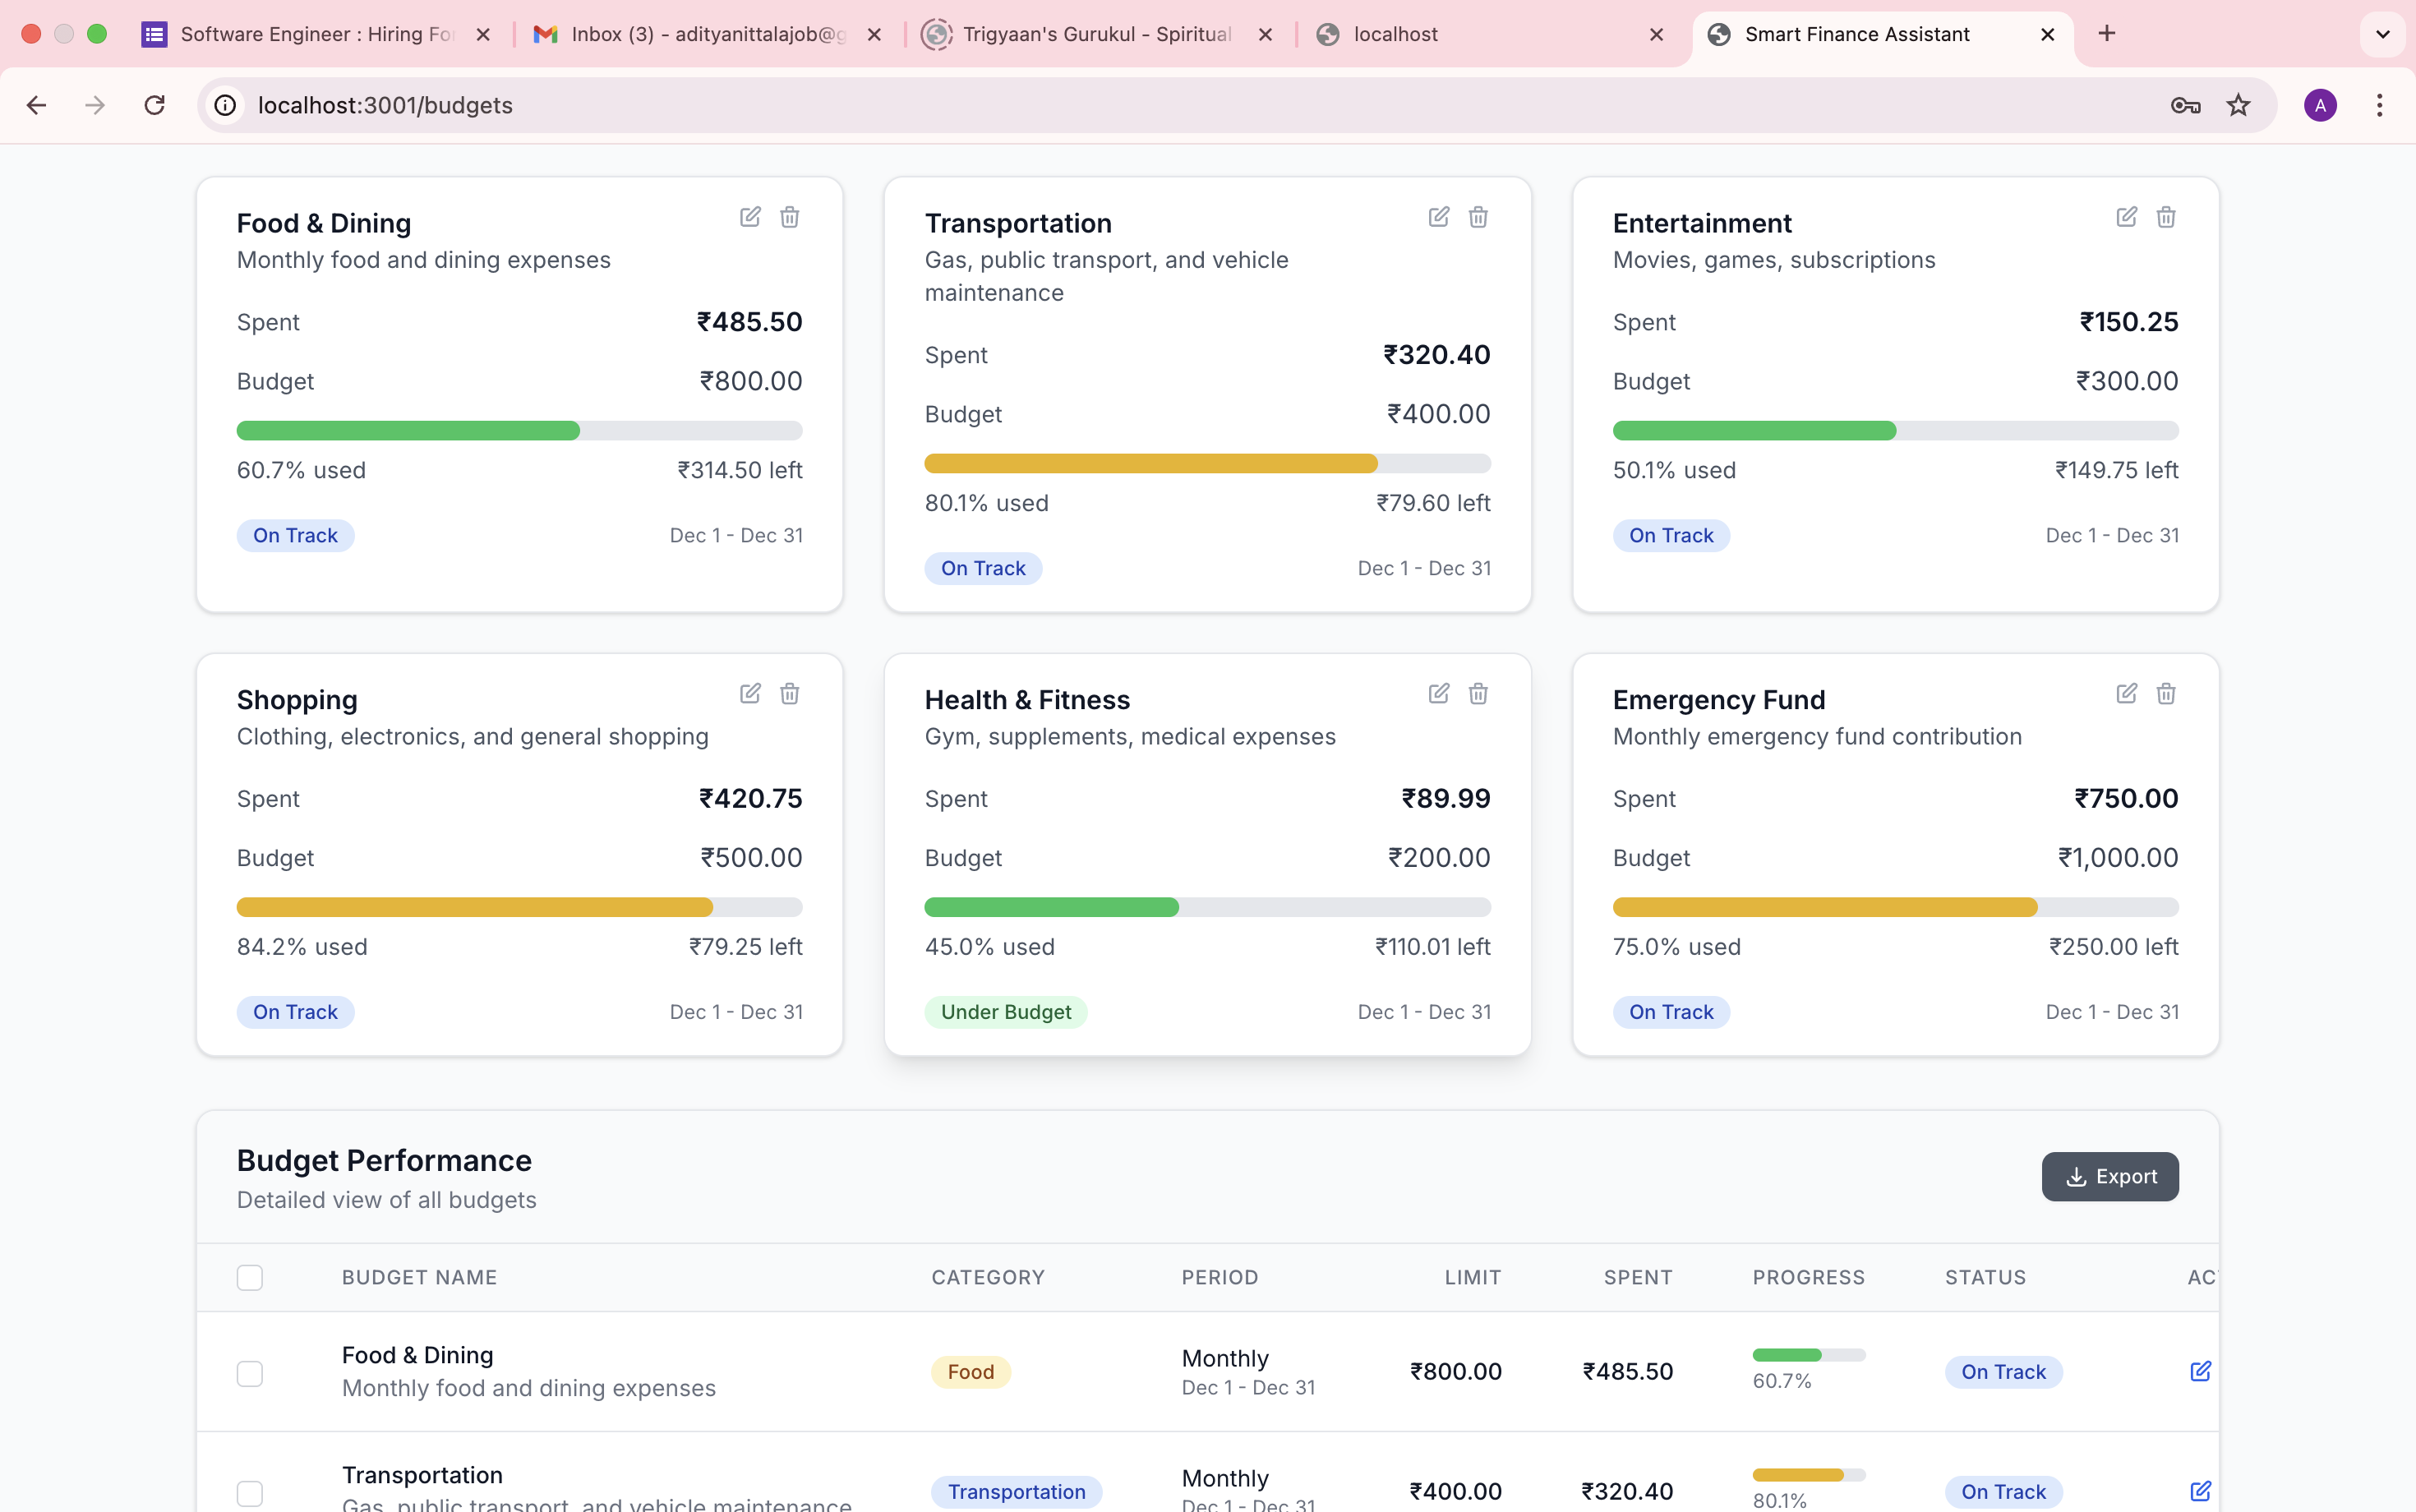 Software Engineer : Hiring Fo
Inbox (3) - adityanittalajob@g
Trigyaan's Gurukul - Spiritual
localhost
Smart Finance Assistant
localhost:3001/budgets
A
Food & Dining
Monthly food and dining expenses
Spent ₹485.50
Budget ₹800.00
60.7% used ₹314.50 left
On Track Dec 1 - Dec 31
Transportation
Gas, public transport, and vehicle
maintenance
Spent ₹320.40
Budget ₹400.00
80.1% used ₹79.60 left
On Track Dec 1 - Dec 31
Entertainment
Movies, games, subscriptions
Spent ₹150.25
Budget ₹300.00
50.1% used ₹149.75 left
On Track Dec 1 - Dec 31
Shopping
Clothing, electronics, and general shopping
Spent ₹420.75
Budget ₹500.00
84.2% used ₹79.25 left
On Track Dec 1 - Dec 31
Health & Fitness
Gym, supplements, medical expenses
Spent ₹89.99
Budget ₹200.00
45.0% used ₹110.01 left
Under Budget Dec 1 - Dec 31
Emergency Fund
Monthly emergency fund contribution
Spent ₹750.00
Budget ₹1,000.00
75.0% used ₹250.00 left
On Track Dec 1 - Dec 31
Budget Performance
Detailed view of all budgets
Export
BUDGET NAME CATEGORY PERIOD LIMIT SPENT PROGRESS STATUS AC
Food & Dining
Monthly food and dining expenses
Food
Monthly
Dec 1 - Dec 31
₹800.00
₹485.50
60.7%
On Track
Transportation
Gas, public transport, and vehicle maintenance
Transportation
Monthly
Dec 1 - Dec 31
₹400.00
₹320.40
80.1%
On Track